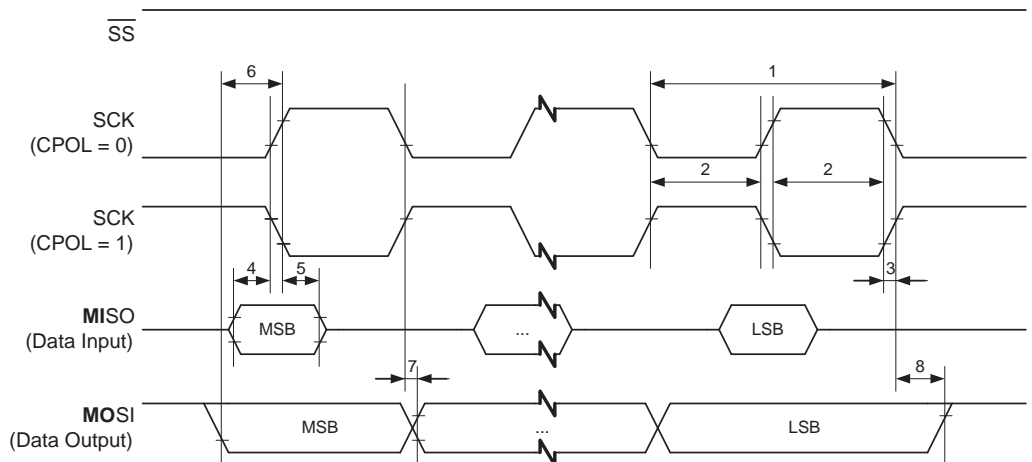 SS
6
1
SCK
(CPOL = 0)
2
2
SCK
(CPOL = 1)
4
5
3
MISO
(Data Input)
MSB
...
LSB
7
8
MOSI
(Data Output)
MSB
...
LSB